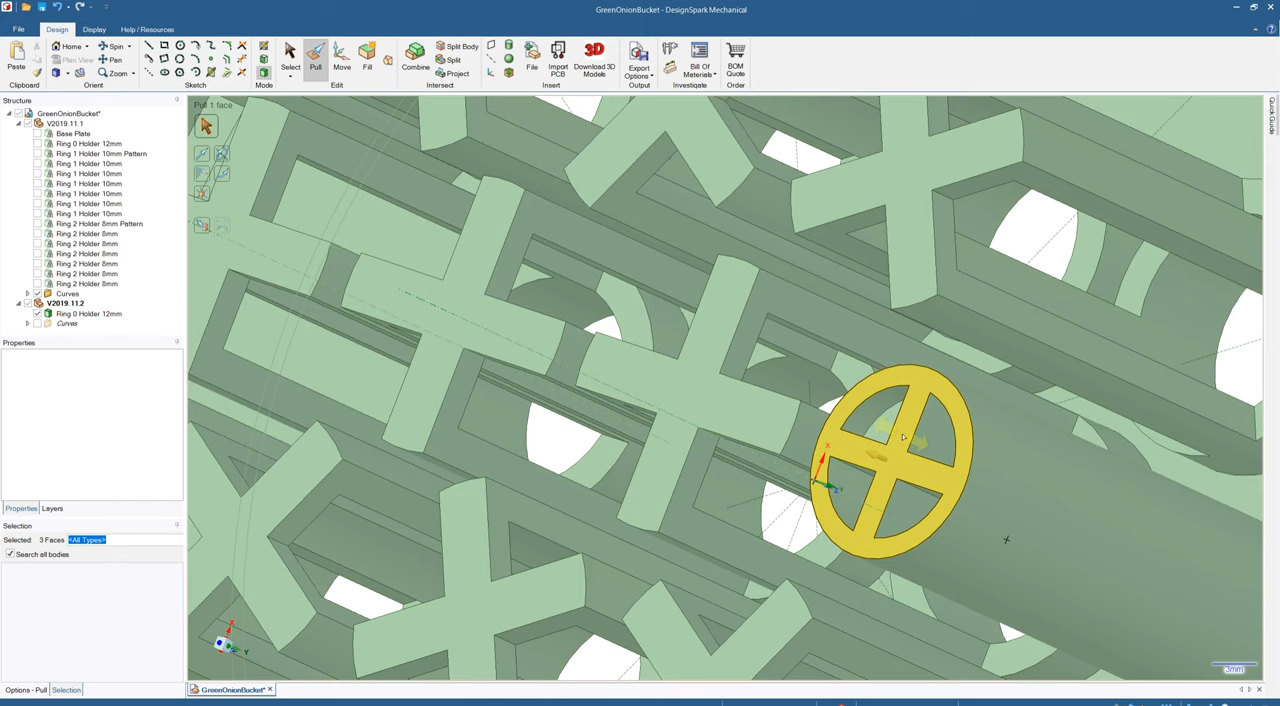 GreenOnionBucket - DesignSpark Mechanical
File Design Display Help / Resources
Home Spin
Plan View Pan
Zoom
Paste
Select Pull Move Fill
Combine
Split Body
Split
Project
File Import PCB Download 3D Models
3D
Export Options
Bill Of Materials
BOM Quote
Clipboard Orient Sketch Mode Edit Intersect Insert Output Investigate Order
Structure
Pull 1 face
Quick Guide
GreenOnionBucket*
V2019.11.1
Base Plate
Ring 0 Holder 12mm
Ring 1 Holder 10mm Pattern
Ring 1 Holder 10mm
Ring 1 Holder 10mm
Ring 1 Holder 10mm
Ring 1 Holder 10mm
Ring 1 Holder 10mm
Ring 1 Holder 10mm
Ring 2 Holder 8mm Pattern
Ring 2 Holder 8mm
Ring 2 Holder 8mm
Ring 2 Holder 8mm
Ring 2 Holder 8mm
Ring 2 Holder 8mm
Ring 2 Holder 8mm
Curves
V2019.11.2
Ring 0 Holder 12mm
Curves
Properties
X
Y
Z
Properties Layers
Selection
Selected: 3 Faces <All Types>
Search all bodies
X
Y
3mm
Options - Pull Selection
GreenOnionBucket*